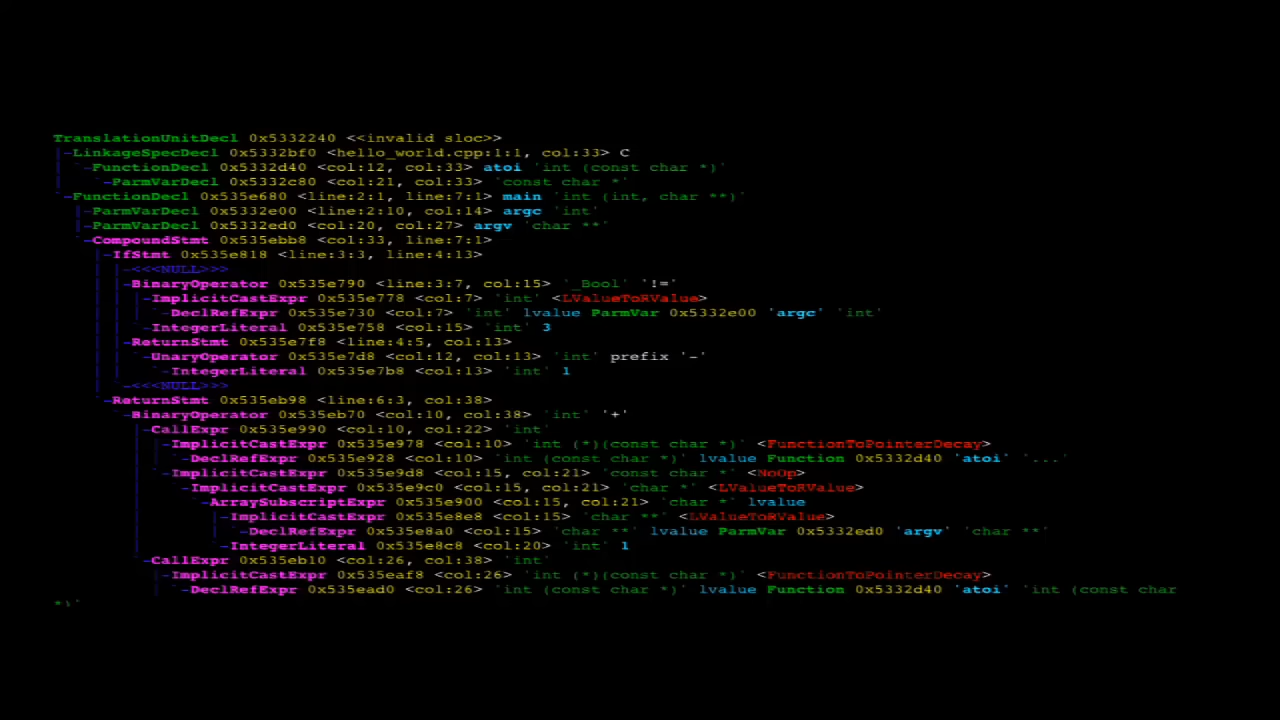 TranslationUnitDecl 0x5332240 <<invalid sloc>>
|-LinkageSpecDecl 0x5332bf0 <hello_world.cpp:1:1, col:33> C
| `-FunctionDecl 0x5332d40 <col:12, col:33> atoi 'int (const char *)'
|   `-ParmVarDecl 0x5332c80 <col:21, col:33> 'const char *'
`-FunctionDecl 0x535e680 <line:2:1, line:7:1> main 'int (int, char **)'
  |-ParmVarDecl 0x5332e00 <line:2:10, col:14> argc 'int'
  |-ParmVarDecl 0x5332ed0 <col:20, col:27> argv 'char **'
  `-CompoundStmt 0x535ebb8 <col:33, line:7:1>
    |-IfStmt 0x535e818 <line:3:3, line:4:13>
    | |-<<<NULL>>>
    | |-BinaryOperator 0x535e790 <line:3:7, col:15> '_Bool' '!='
    | | |-ImplicitCastExpr 0x535e778 <col:7> 'int' <LValueToRValue>
    | | | `-DeclRefExpr 0x535e730 <col:7> 'int' lvalue ParmVar 0x5332e00 'argc' 'int'
    | | `-IntegerLiteral 0x535e758 <col:15> 'int' 3
    | |-ReturnStmt 0x535e7f8 <line:4:5, col:13>
    | | `-UnaryOperator 0x535e7d8 <col:12, col:13> 'int' prefix '-'
    | |   `-IntegerLiteral 0x535e7b8 <col:13> 'int' 1
    | `-<<<NULL>>>
    `-ReturnStmt 0x535eb98 <line:6:3, col:38>
      `-BinaryOperator 0x535eb70 <col:10, col:38> 'int' '+'
        |-CallExpr 0x535e990 <col:10, col:22> 'int'
        | |-ImplicitCastExpr 0x535e978 <col:10> 'int (*)(const char *)' <FunctionToPointerDecay>
        | | `-DeclRefExpr 0x535e928 <col:10> 'int (const char *)' lvalue Function 0x5332d40 'atoi' '...'
        | `-ImplicitCastExpr 0x535e9d8 <col:15, col:21> 'const char *' <NoOp>
        |   `-ImplicitCastExpr 0x535e9c0 <col:15, col:21> 'char *' <LValueToRValue>
        |     `-ArraySubscriptExpr 0x535e900 <col:15, col:21> 'char *' lvalue
        |       |-ImplicitCastExpr 0x535e8e8 <col:15> 'char **' <LValueToRValue>
        |       | `-DeclRefExpr 0x535e8a0 <col:15> 'char **' lvalue ParmVar 0x5332ed0 'argv' 'char **'
        |       `-IntegerLiteral 0x535e8c8 <col:20> 'int' 1
        `-CallExpr 0x535eb10 <col:26, col:38> 'int'
          |-ImplicitCastExpr 0x535eaf8 <col:26> 'int (*)(const char *)' <FunctionToPointerDecay>
          | `-DeclRefExpr 0x535ead0 <col:26> 'int (const char *)' lvalue Function 0x5332d40 'atoi' 'int (const char
*)'